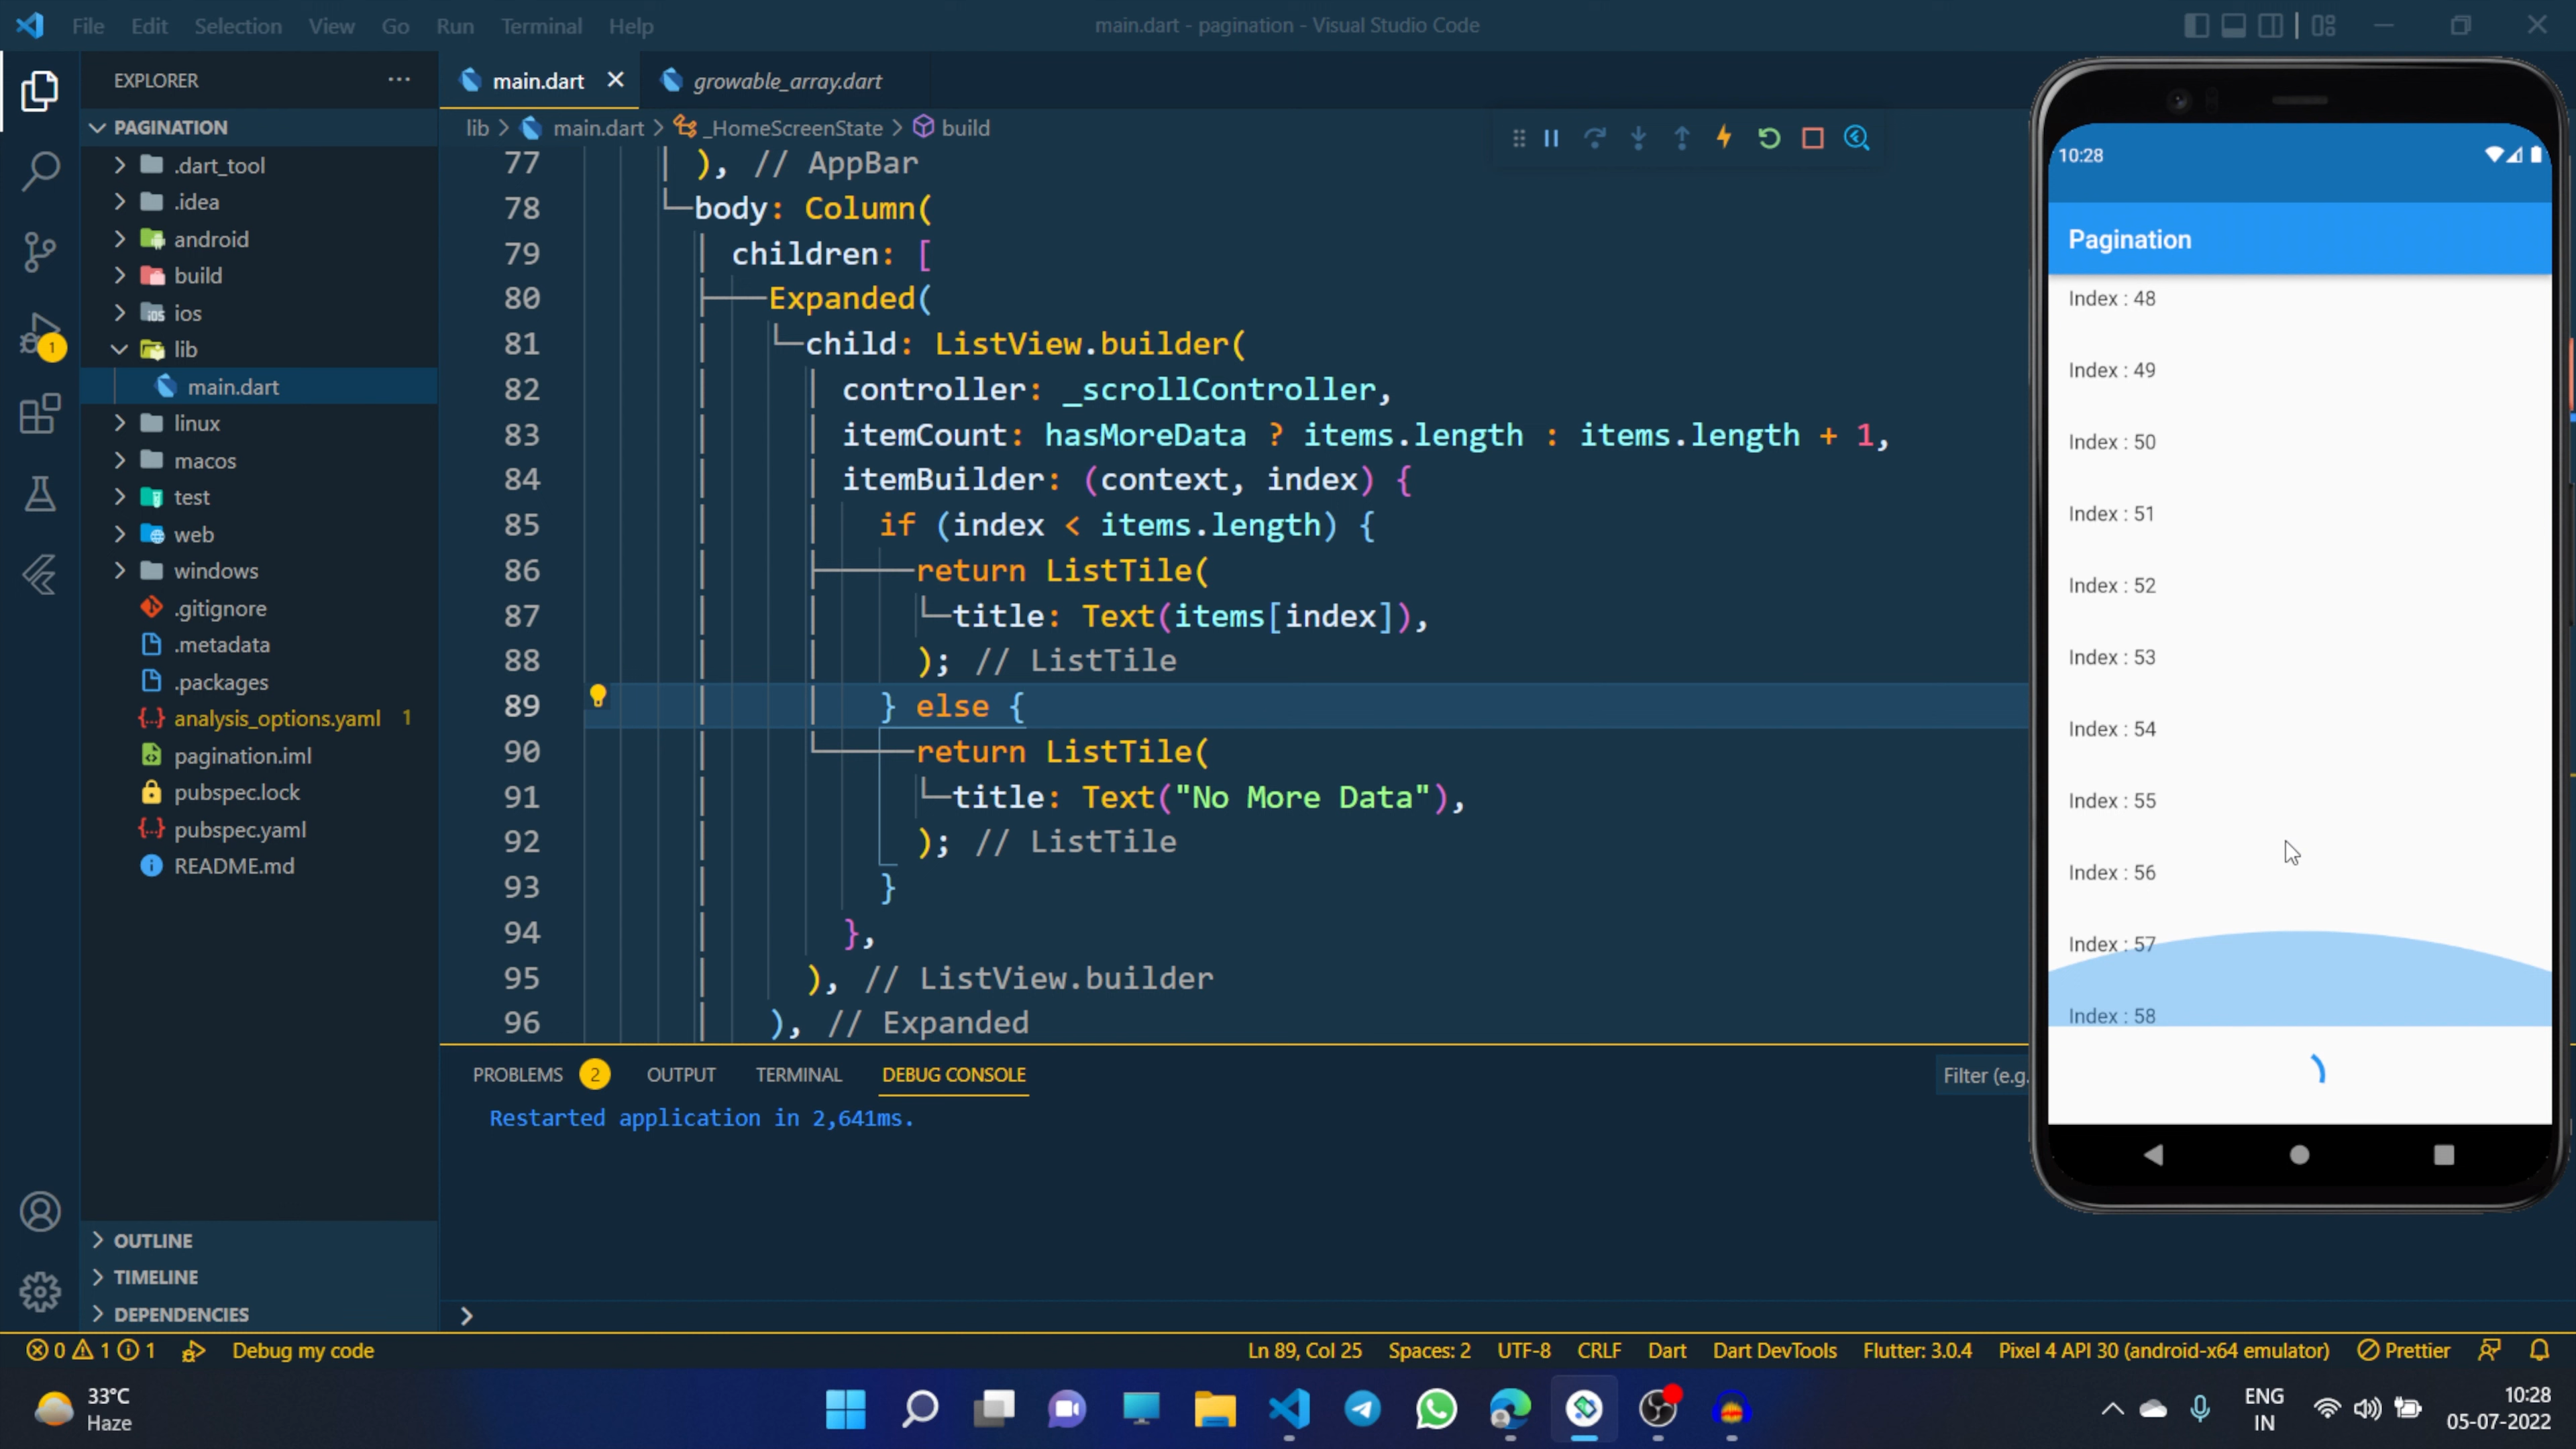 File Edit Selection View Go Run Terminal Help
main.dart - pagination - Visual Studio Code
EXPLORER
PAGINATION
.dart_tool
.idea
android
build
ios
lib
main.dart
linux
macos
test
web
windows
.gitignore
.metadata
.packages
analysis_options.yaml 1
pagination.iml
pubspec.lock
pubspec.yaml
README.md
OUTLINE
TIMELINE
DEPENDENCIES
1
main.dart growable_array.dart
lib > main.dart > _HomeScreenState > build
77 ), // AppBar
78 body: Column(
79 children: [
80 Expanded(
81 child: ListView.builder(
82 controller: _scrollController,
83 itemCount: hasMoreData ? items.length : items.length + 1,
84 itemBuilder: (context, index) {
85 if (index < items.length) {
86 return ListTile(
87 title: Text(items[index]),
88 ); // ListTile
89 } else {
90 return ListTile(
91 title: Text("No More Data"),
92 ); // ListTile
93 }
94 },
95 ), // ListView.builder
96 ), // Expanded
PROBLEMS 2 OUTPUT TERMINAL DEBUG CONSOLE
Filter (e.g.
Restarted application in 2,641ms.
10:28
Pagination
Index : 48
Index : 49
Index : 50
Index : 51
Index : 52
Index : 53
Index : 54
Index : 55
Index : 56
Index : 57
Index : 58
0 1 1 Debug my code
Ln 89, Col 25 Spaces: 2 UTF-8 CRLF Dart Dart DevTools Flutter: 3.0.4 Pixel 4 API 30 (android-x64 emulator) Prettier
33°C
Haze
ENG
IN
10:28
05-07-2022